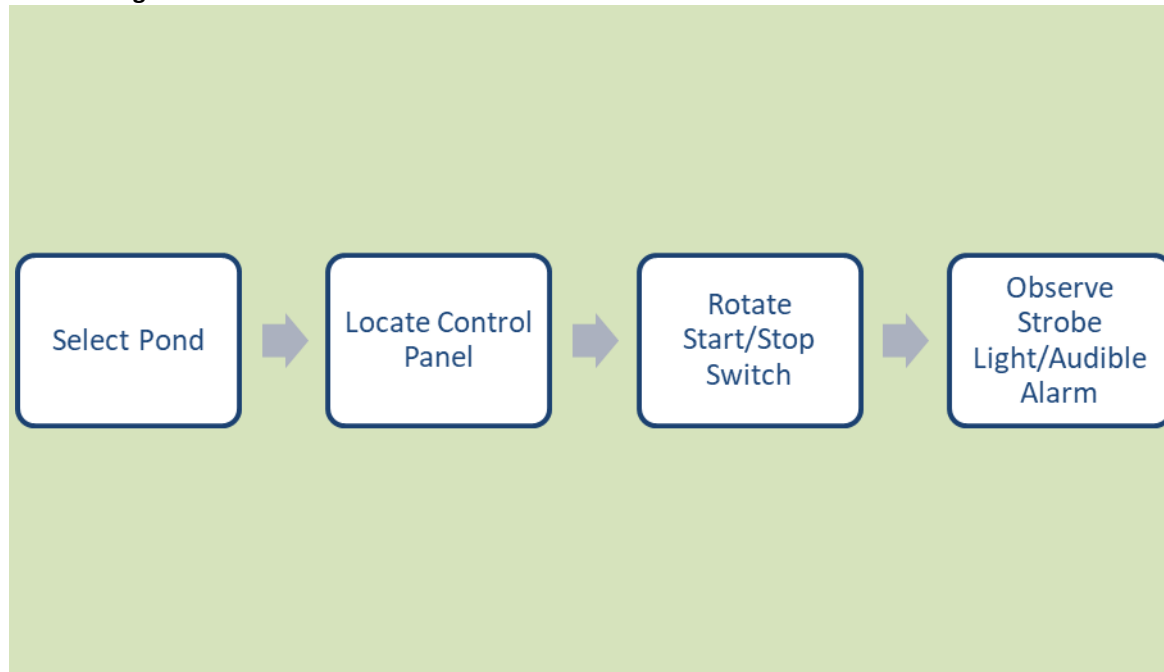 Select Pond
Locate Control
Panel
Rotate
Start/Stop
Switch
Observe
Strobe
Light/Audible
Alarm